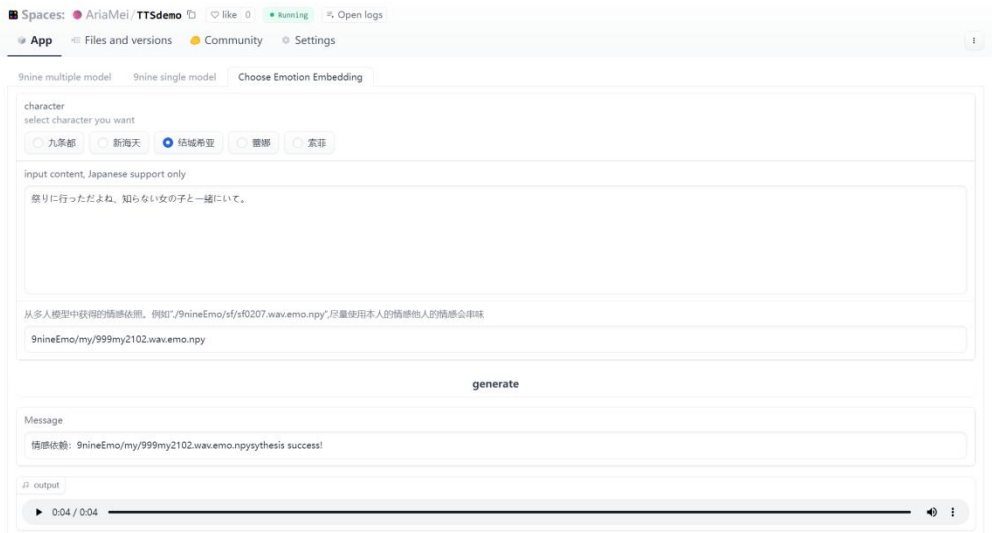 Spaces: AriaMei/TTSdemo like 0 Running Open logs
App Files and versions Community Settings
9nine multiple model 9nine single model Choose Emotion Embedding
character
select character you want
九条都 新海天 结城希亚 蕾娜 索菲
input content, Japanese support only
祭りに行っただよね、知らない女の子と一緒にいて。
从多人模型中获得的情感依照。例如"./9nineEmo/sf/sf0207.wav.emo.npy",尽量使用本人的情感他人的情感会串味
9nineEmo/my/999my2102.wav.emo.npy
generate
Message
情感依赖: 9nineEmo/my/999my2102.wav.emo.npysythesis success!
output
0:04 / 0:04